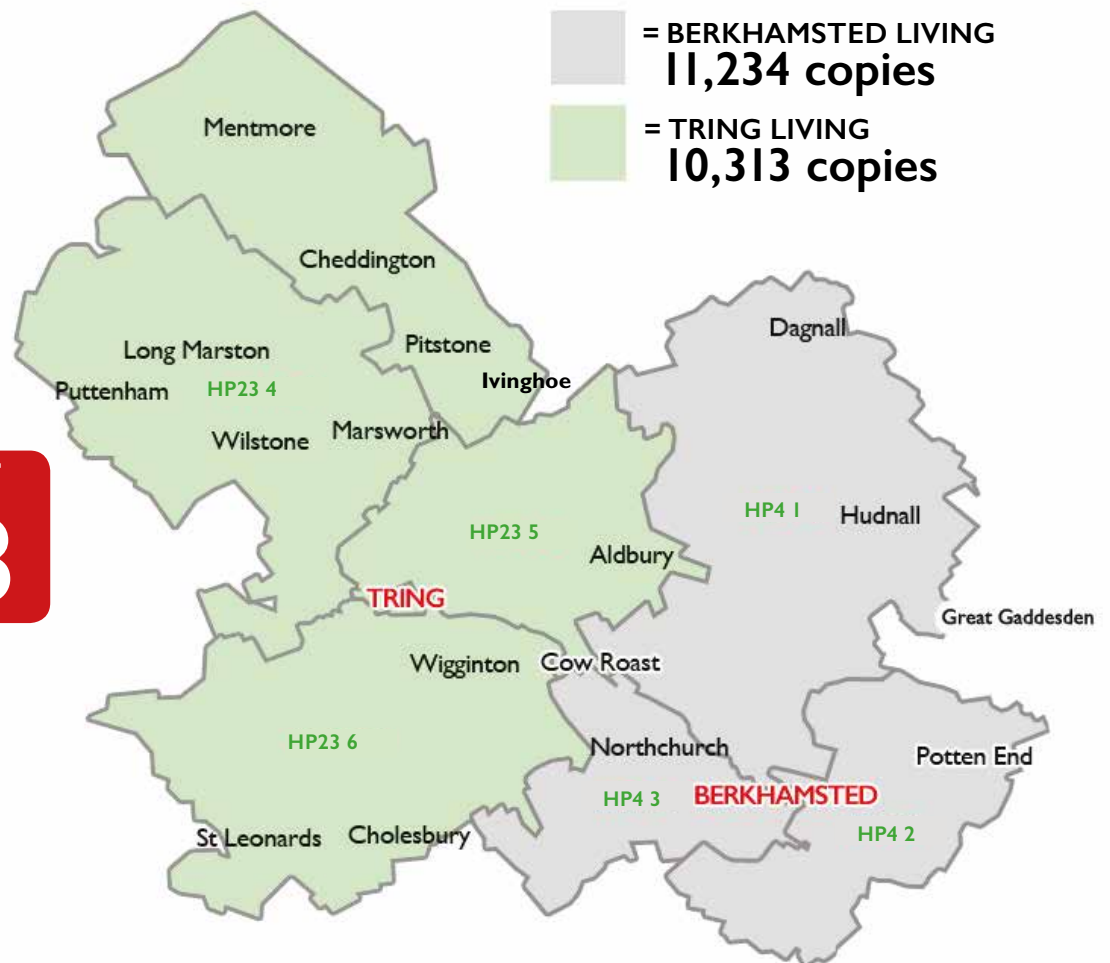 = BERKHAMSTED LIVING
11,234 copies
= TRING LIVING
10,313 copies
Mentmore
Cheddington
Dagnall
Long Marston
Pitstone
Puttenham
HP23 4
Ivinghoe
Wilstone
Marsworth
HP23 5
HP4 1
Hudnall
Aldbury
TRING
Great Gaddesden
Wigginton
Cow Roast
HP23 6
Northchurch
Potten End
HP4 3
BERKHAMSTED
St Leonards
Cholesbury
HP4 2